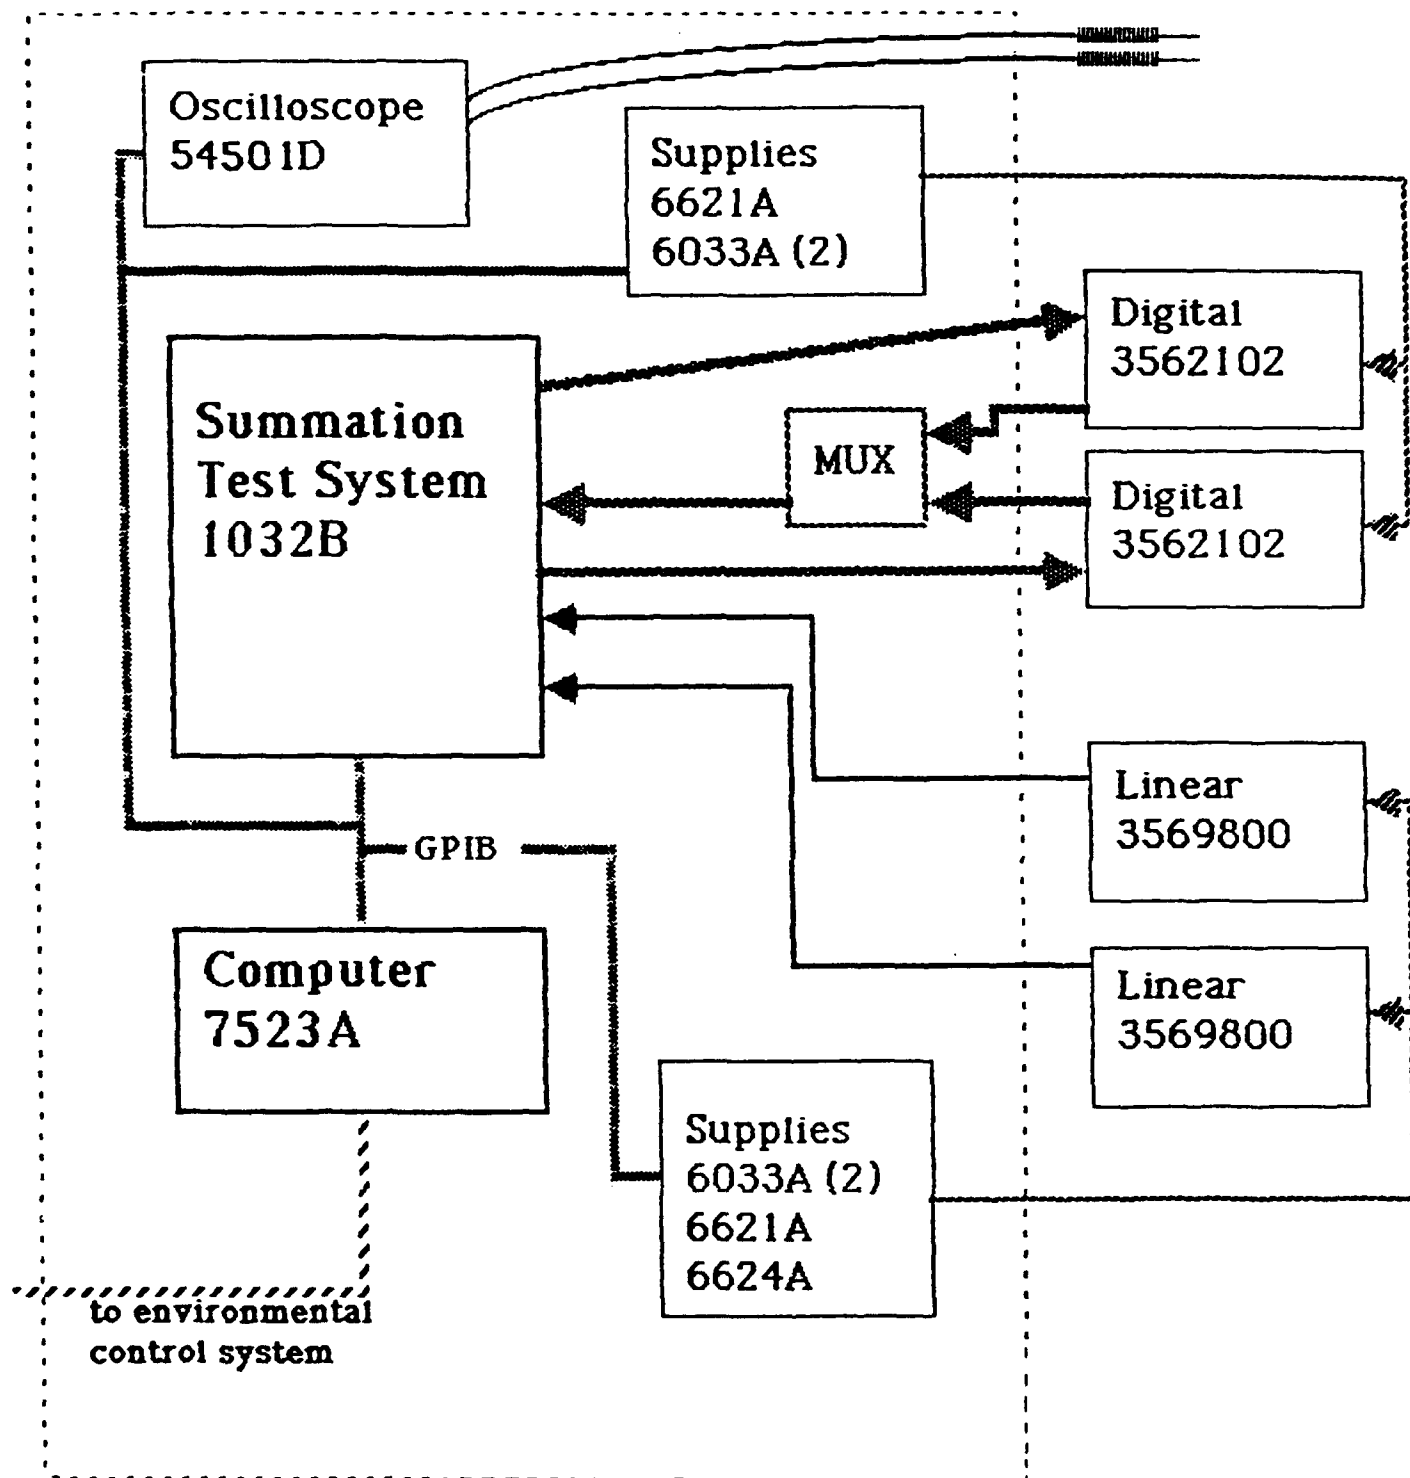 Oscilloscope
54501D
Supplies
6621A
6033A (2)
Digital
3562102
Summation
Test System
1032B
MUX
Digital
3562102
Linear
3569800
GPIB
Computer
7523A
Linear
3569800
Supplies
6033A (2)
6621A
6624A
to environmental
control system